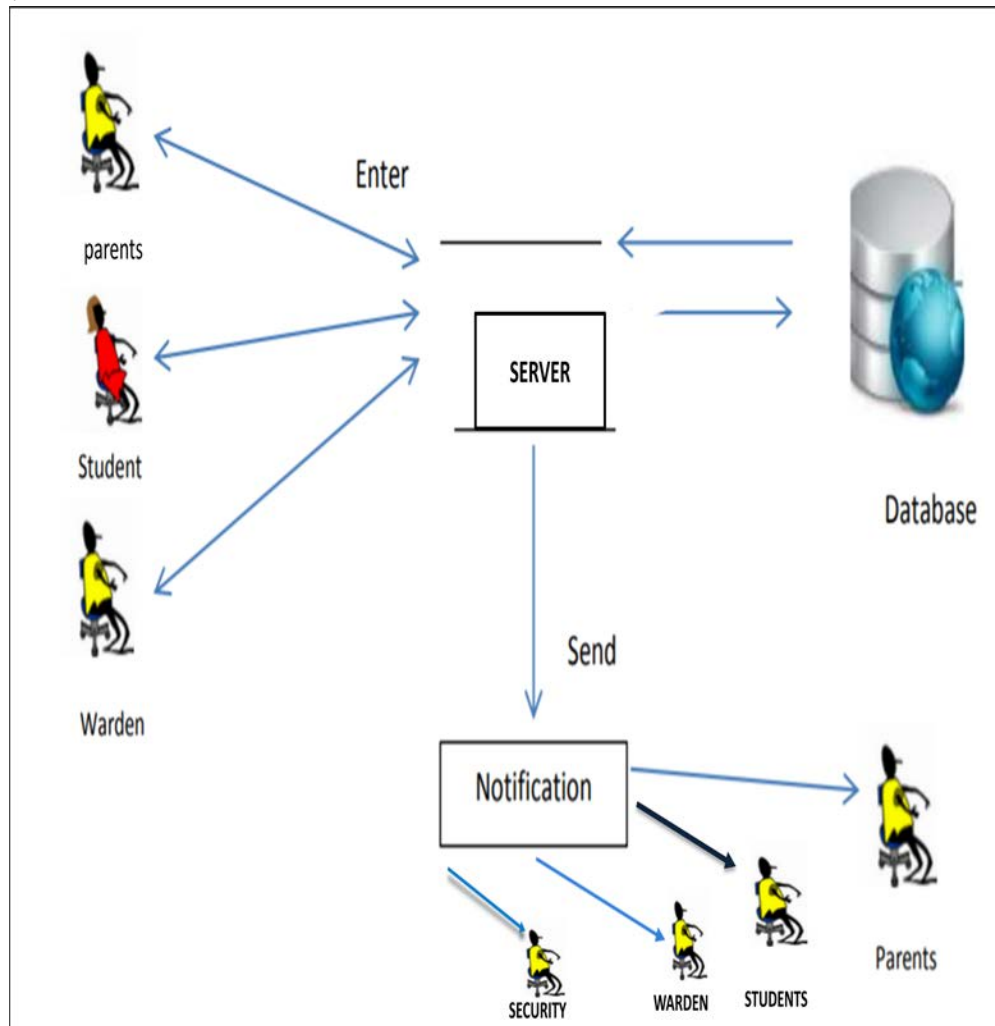 Enter
parents
SERVER
Student
Database
Send
Warden
Notification
Parents
SECURITY
WARDEN
STUDENTS